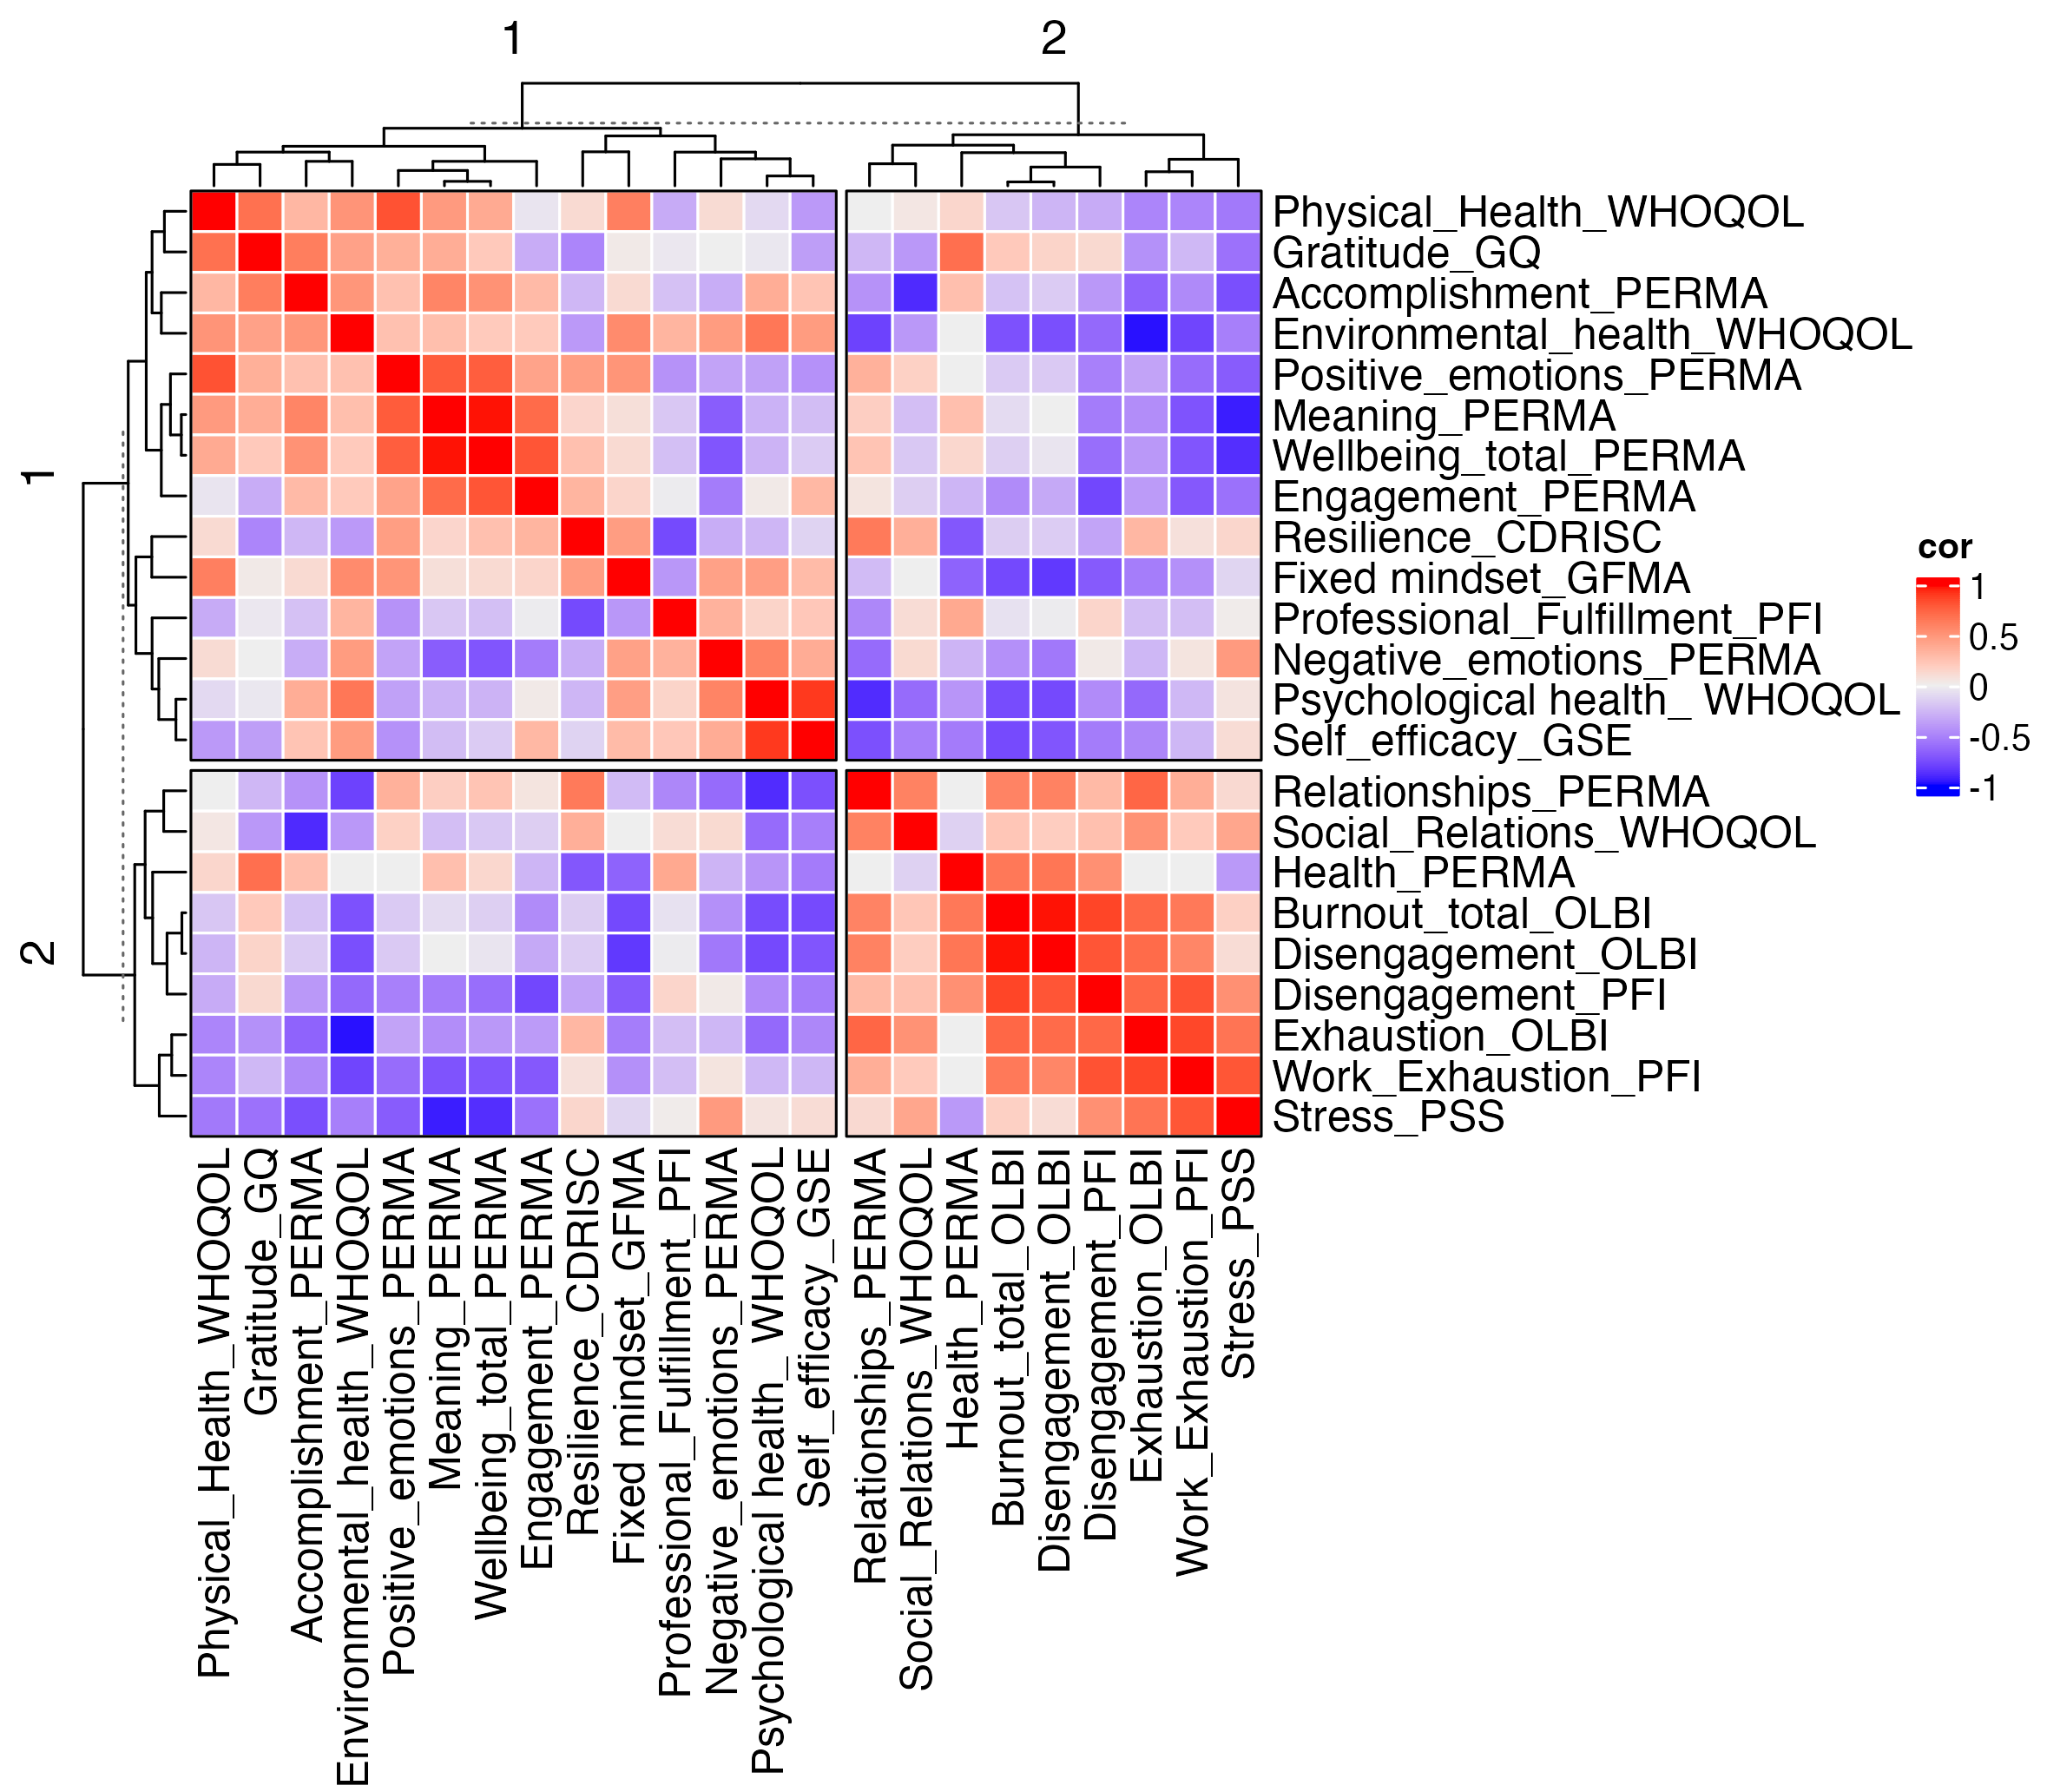 1
2
1
2
Physical_Health_WHOQOL
Gratitude_GQ
Accomplishment_PERMA
Environmental_health_WHOQOL
Positive_emotions_PERMA
Meaning_PERMA
Wellbeing_total_PERMA
Engagement_PERMA
Resilience_CDRISC
Fixed mindset_GFMA
Professional_Fulfillment_PFI
Negative_emotions_PERMA
Psychological health_ WHOQOL
Self_efficacy_GSE
Relationships_PERMA
Social_Relations_WHOQOL
Health_PERMA
Burnout_total_OLBI
Disengagement_OLBI
Disengagement_PFI
Exhaustion_OLBI
Work_Exhaustion_PFI
Stress_PSS
cor
1
0.5
0
-0.5
-1
Physical_Health_WHOQOL
Gratitude_GQ
Accomplishment_PERMA
Environmental_health_WHOQOL
Positive_emotions_PERMA
Meaning_PERMA
Wellbeing_total_PERMA
Engagement_PERMA
Resilience_CDRISC
Fixed mindset_GFMA
Professional_Fulfillment_PFI
Negative_emotions_PERMA
Psychological health_ WHOQOL
Self_efficacy_GSE
Relationships_PERMA
Social_Relations_WHOQOL
Health_PERMA
Burnout_total_OLBI
Disengagement_OLBI
Disengagement_PFI
Exhaustion_OLBI
Work_Exhaustion_PFI
Stress_PSS